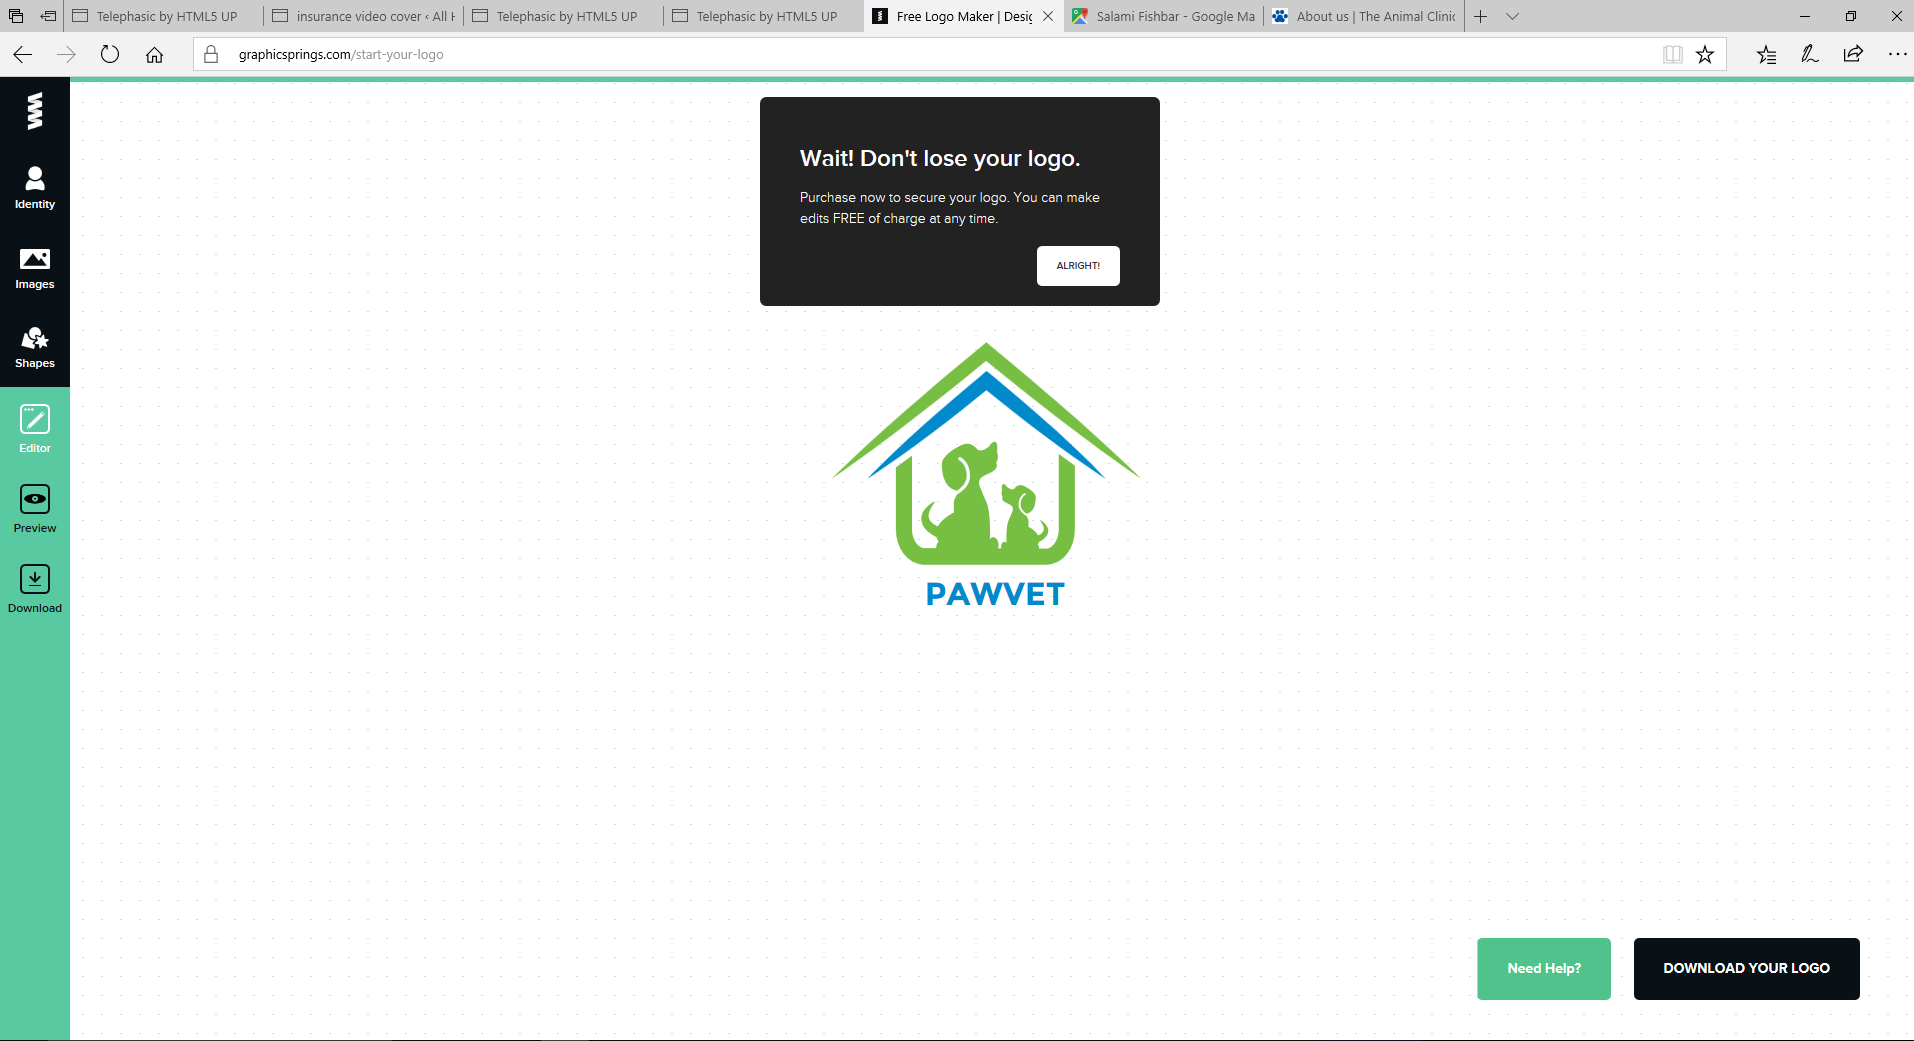 Telephasic by HTML5 UP
insurance video cover ‹ All H
Telephasic by HTML5 UP
Telephasic by HTML5 UP
Free Logo Maker | Desig
Salami Fishbar - Google Ma
About us | The Animal Clinic
graphicsprings.com/start-your-logo
Identity
Images
Shapes
Editor
Preview
Download
Wait! Don't lose your logo.
Purchase now to secure your logo. You can make
edits FREE of charge at any time.
ALRIGHT!
PAWVET
Need Help?
DOWNLOAD YOUR LOGO